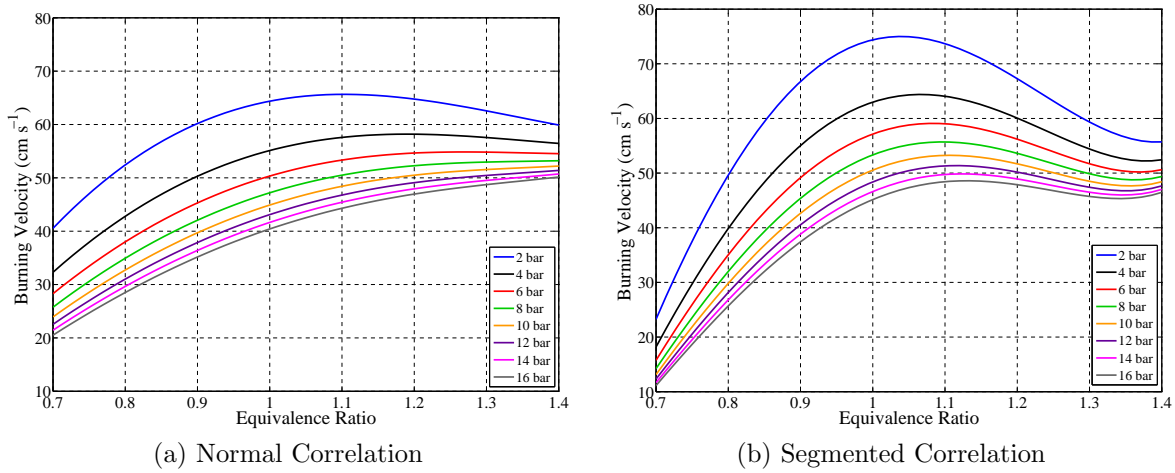 80
70
60
50
40
30
20
10
Burning Velocity (cm s⁻¹)
2 bar
4 bar
6 bar
8 bar
10 bar
12 bar
14 bar
16 bar
0.7 0.8 0.9 1 1.1 1.2 1.3 1.4
Equivalence Ratio
(a) Normal Correlation
80
70
60
50
40
30
20
10
Burning Velocity (cm s⁻¹)
2 bar
4 bar
6 bar
8 bar
10 bar
12 bar
14 bar
16 bar
0.7 0.8 0.9 1 1.1 1.2 1.3 1.4
Equivalence Ratio
(b) Segmented Correlation